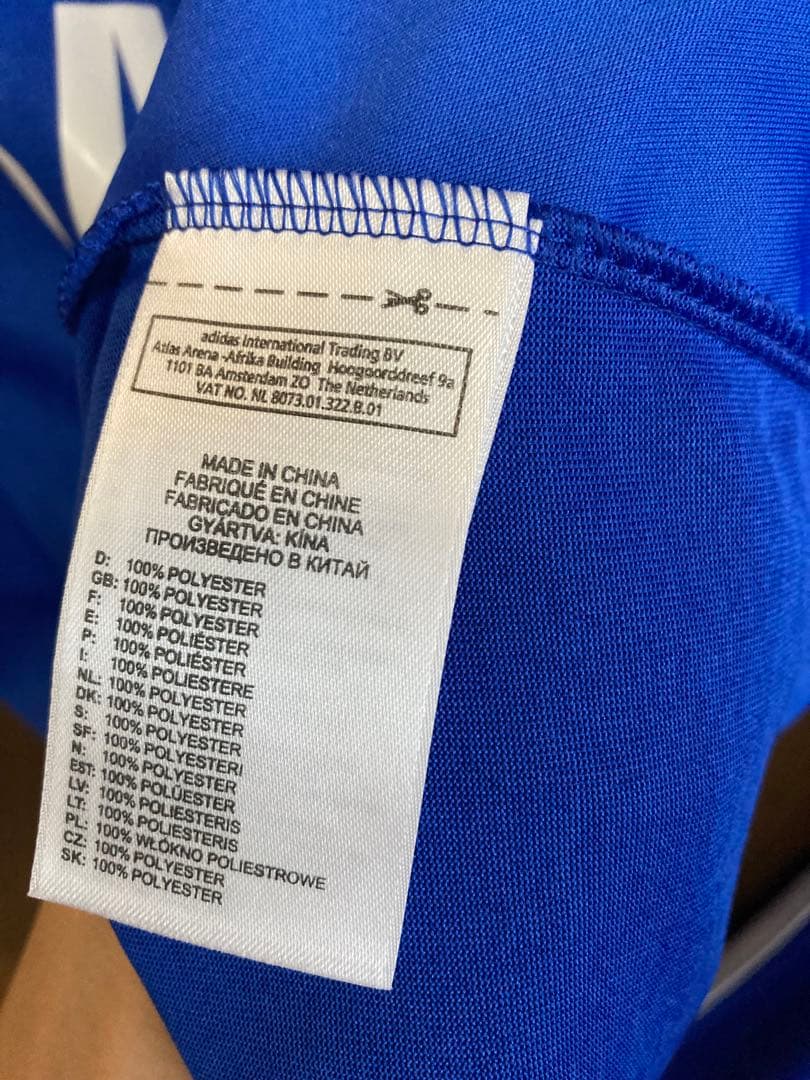 adidas International Trading BV
Atlas Arena -Afrika Building Hoogoorddreef 9a
1101 BA Amsterdam ZO The Netherlands
VAT NO. NL 8073.01.322.B.01
MADE IN CHINA
FABRIQUÉ EN CHINE
FABRICADO EN CHINA
GYÁRTVA: KÍNA
ПРОИЗВЕДЕНО В КИТАЙ
D: 100% POLYESTER
GB: 100% POLYESTER
F: 100% POLYESTER
E: 100% POLIÉSTER
P: 100% POLIÉSTER
I: 100% POLIESTERE
NL: 100% POLYESTER
DK: 100% POLYESTER
S: 100% POLYESTER
SF: 100% POLYESTERI
N: 100% POLYESTER
EST: 100% POLÜESTER
LV: 100% POLIESTERIS
LT: 100% POLIESTERIS
PL: 100% WŁÓKNO POLIESTROWE
CZ: 100% POLYESTER
SK: 100% POLYESTER